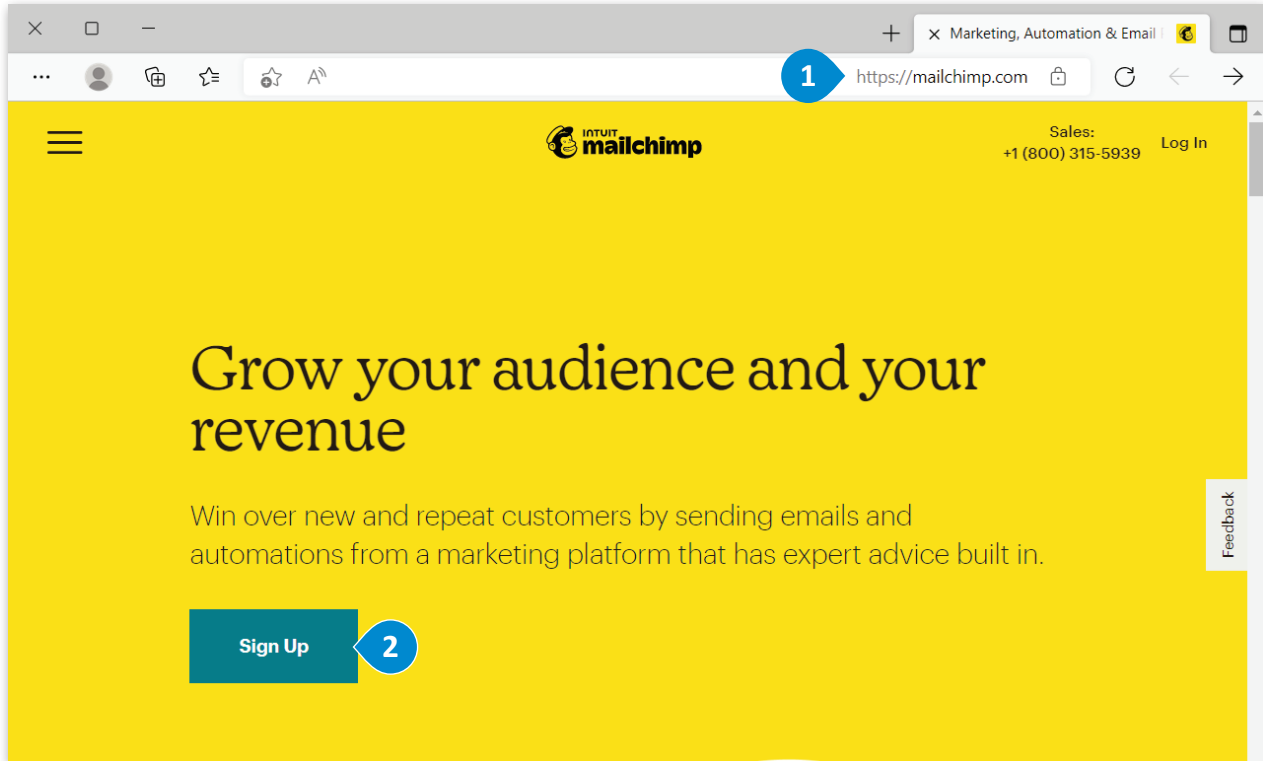 Marketing, Automation & Email
1
https://mailchimp.com
INTUIT
mailchimp
Sales:
+1 (800) 315-5939
Log In
Grow your audience and your
revenue
Win over new and repeat customers by sending emails and
automations from a marketing platform that has expert advice built in.
Feedback
Sign Up
2